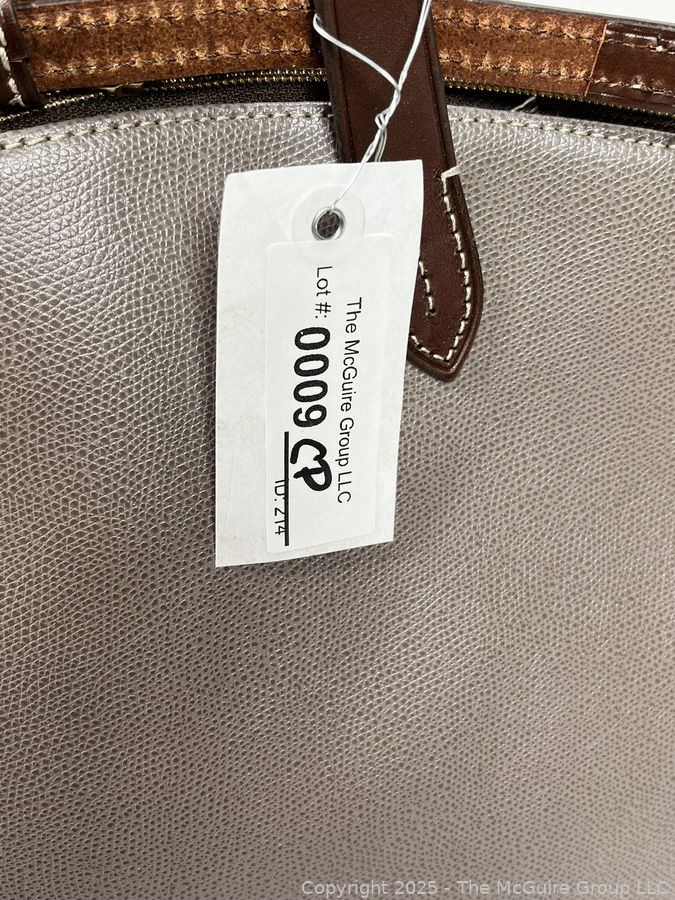 The McGuire Group LLC
Lot #: 0009 CP
ID: 214
Copyright 2025 - The McGuire Group LLC